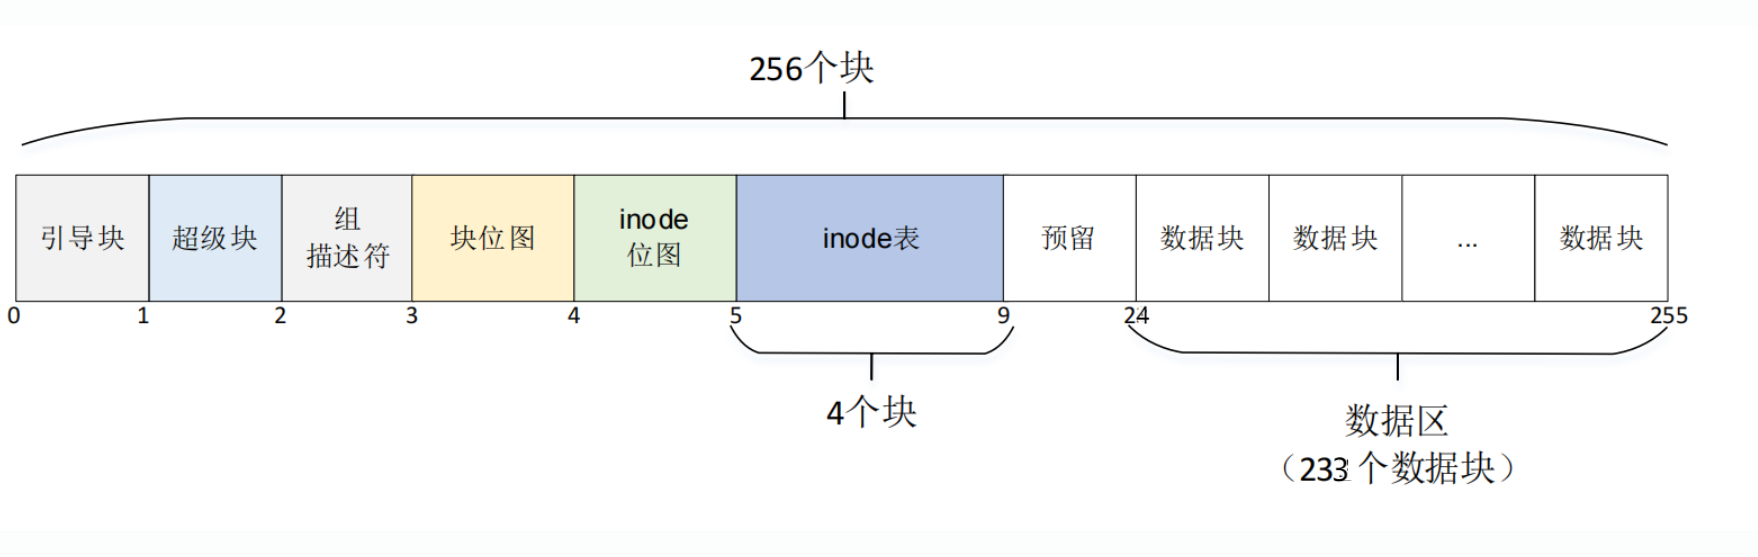 256个块
引导块
超级块
组
描述符
块位图
inode
位图
inode表
预留
数据块
数据块
...
数据块
0
1
2
3
4
5
9
24
255
4个块
数据区
（233个数据块）